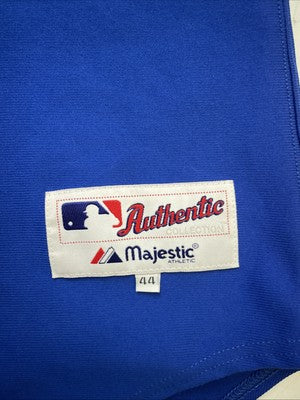 Authentic
COLLECTION
Majestic®
ATHLETIC
44